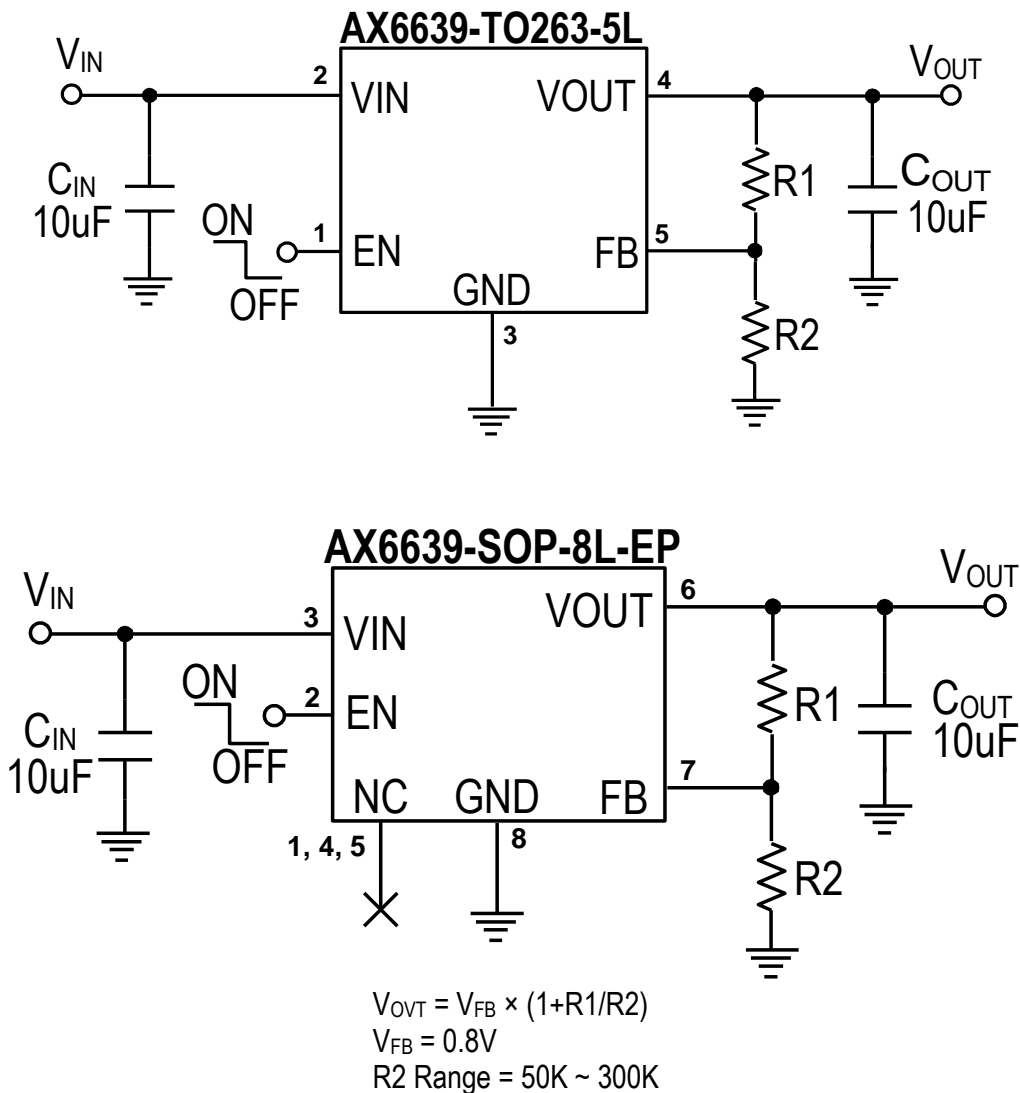 AX6639-TO263-5L
VIN
VOUT
2
VIN
VOUT
4
CIN
10uF
R1
COUT
10uF
ON
OFF
1
EN
FB
5
GND
3
R2
AX6639-SOP-8L-EP
VIN
VOUT
3
VIN
VOUT
6
ON
OFF
2
EN
CIN
10uF
R1
COUT
10uF
NC
GND
FB
7
1, 4, 5
8
R2
VOVT = VFB × (1+R1/R2)
VFB = 0.8V
R2 Range = 50K ~ 300K